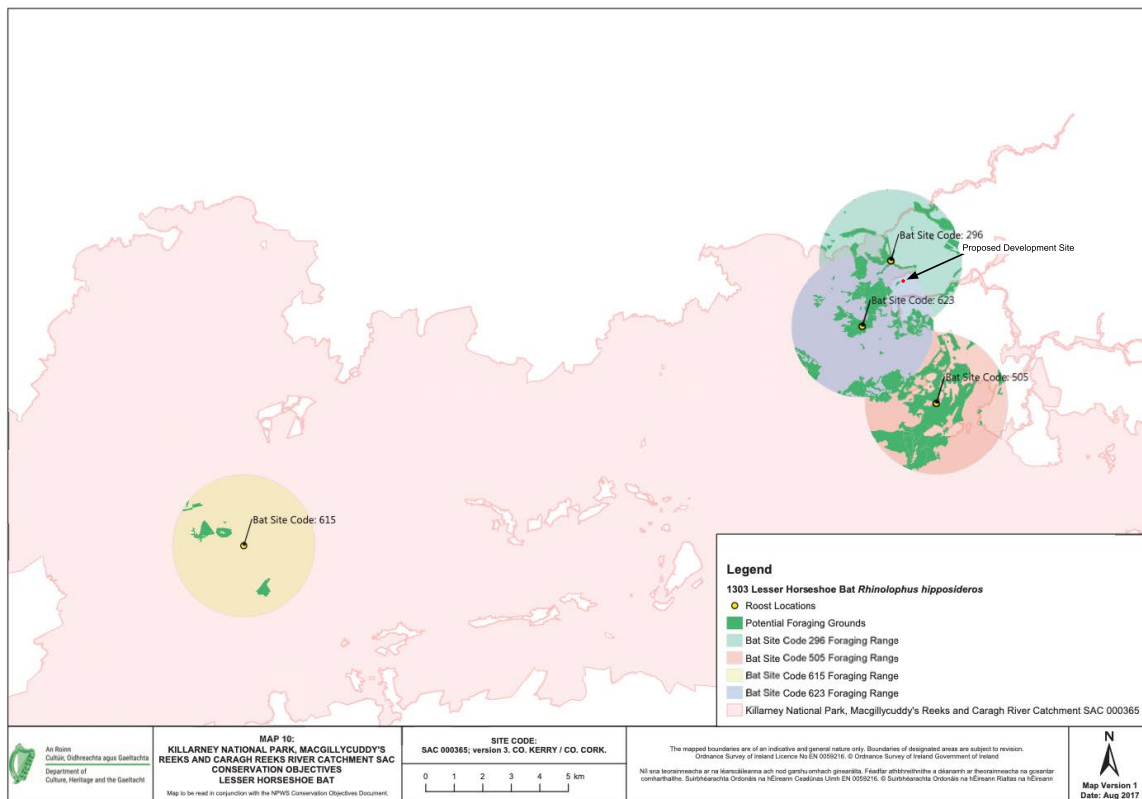 Bat Site Code: 296
Proposed Development Site
Bat Site Code: 623
Bat Site Code: 505
Bat Site Code: 615
Legend
1303 Lesser Horseshoe Bat Rhinolophus hipposideros
Roost Locations
Potential Foraging Grounds
Bat Site Code 296 Foraging Range
Bat Site Code 505 Foraging Range
Bat Site Code 615 Foraging Range
Bat Site Code 623 Foraging Range
Killarney National Park, Macgillycuddy's Reeks and Caragh River Catchment SAC 000365
An Roinn
Cultúir, Oidhreachta agus Gaeltachta
Department of
Culture, Heritage and the Gaeltacht
MAP 10:
KILLARNEY NATIONAL PARK, MACGILLYCUDDY'S
REEKS AND CARAGH REEKS RIVER CATCHMENT SAC
CONSERVATION OBJECTIVES
LESSER HORSESHOE BAT
Map to be read in conjunction with the NPWS Conservation Objectives Document.
SITE CODE:
SAC 000365; version 3. CO. KERRY / CO. CORK.
0 1 2 3 4 5 km
The mapped boundaries are of an indicative and general nature only. Boundaries of designated areas are subject to revision.
Ordnance Survey of Ireland Licence No EN 0059216. © Ordnance Survey of Ireland Government of Ireland
Níl sna teorainneacha ar na léarscáileanna ach nod
N
Map Version 1
Date: Aug 2017